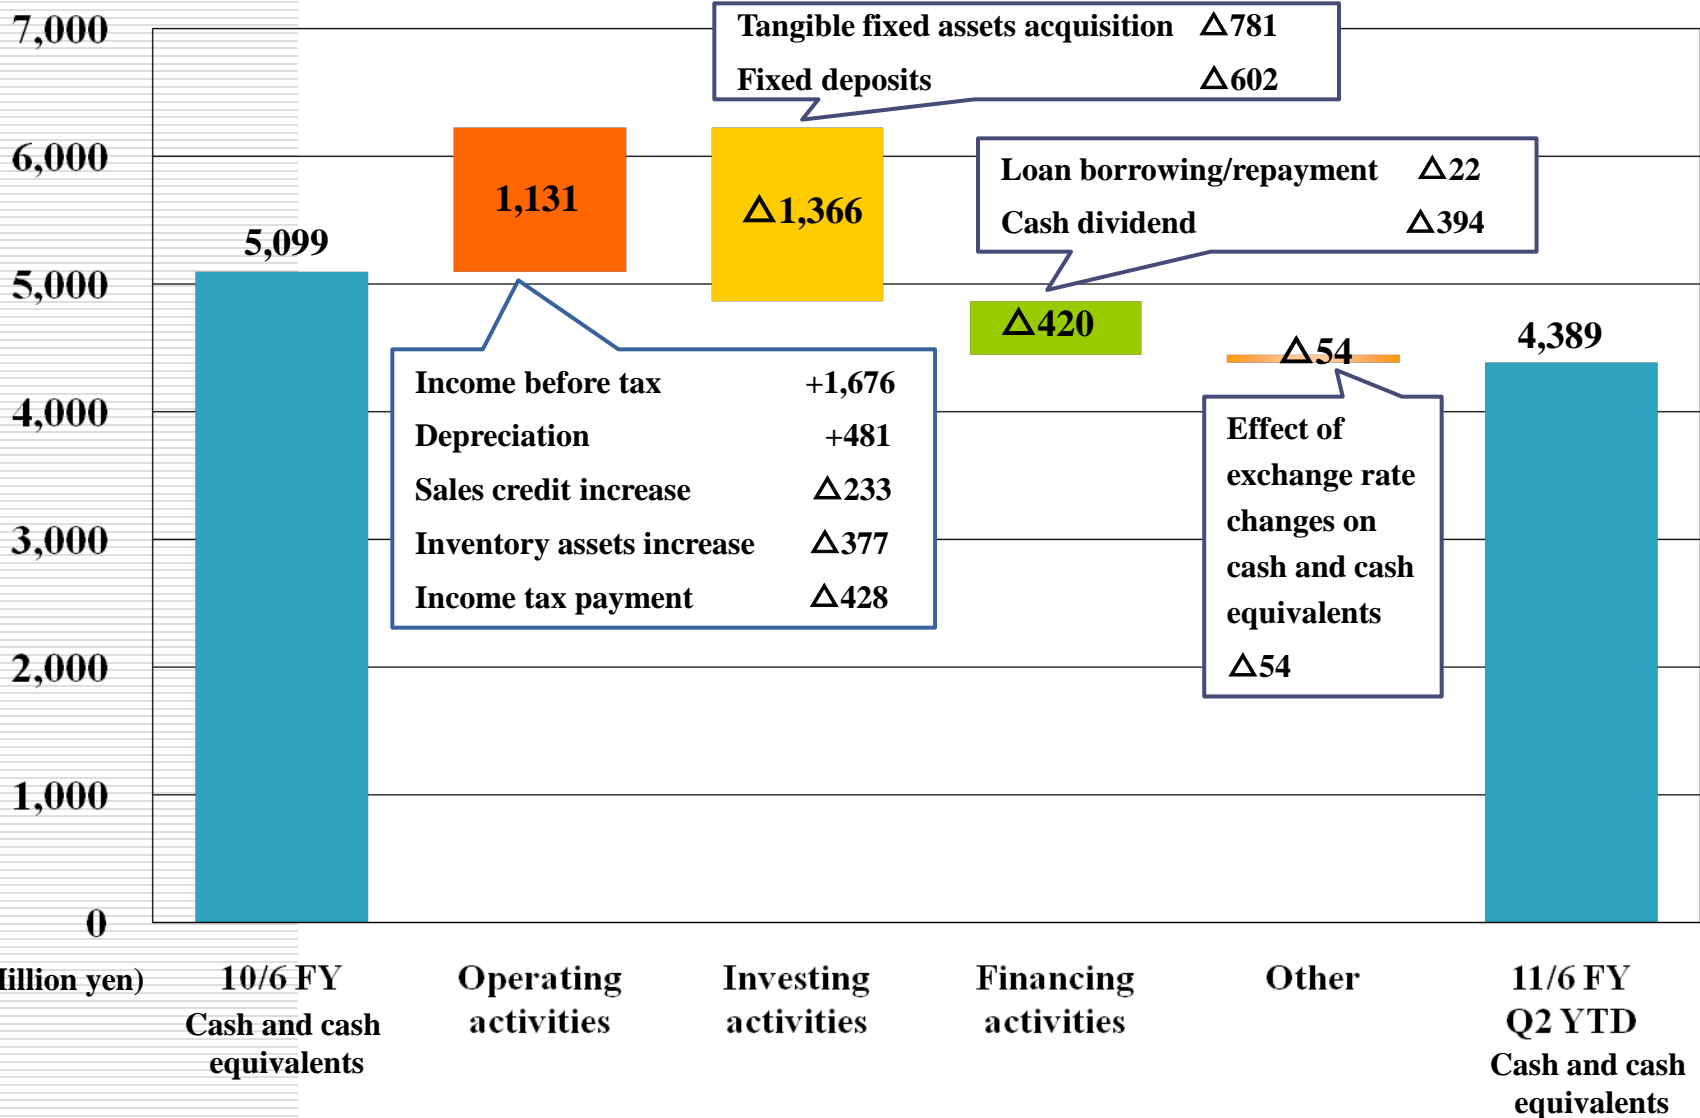 7,000
6,000
5,000
4,000
3,000
2,000
1,000
0
Tangible fixed assets acquisition △781
Fixed deposits △602
Loan borrowing/repayment △22
Cash dividend △394
5,099
1,131
△1,366
△420
△54
4,389
Income before tax +1,676
Depreciation +481
Sales credit increase △233
Inventory assets increase △377
Income tax payment △428
Effect of
exchange rate
changes on
cash and cash
equivalents
△54
yen)
10/6 FY
Cash and cash
equivalents
Operating
activities
Investing
activities
Financing
activities
Other
11/6 FY
Q2 YTD
Cash and cash
equivalents